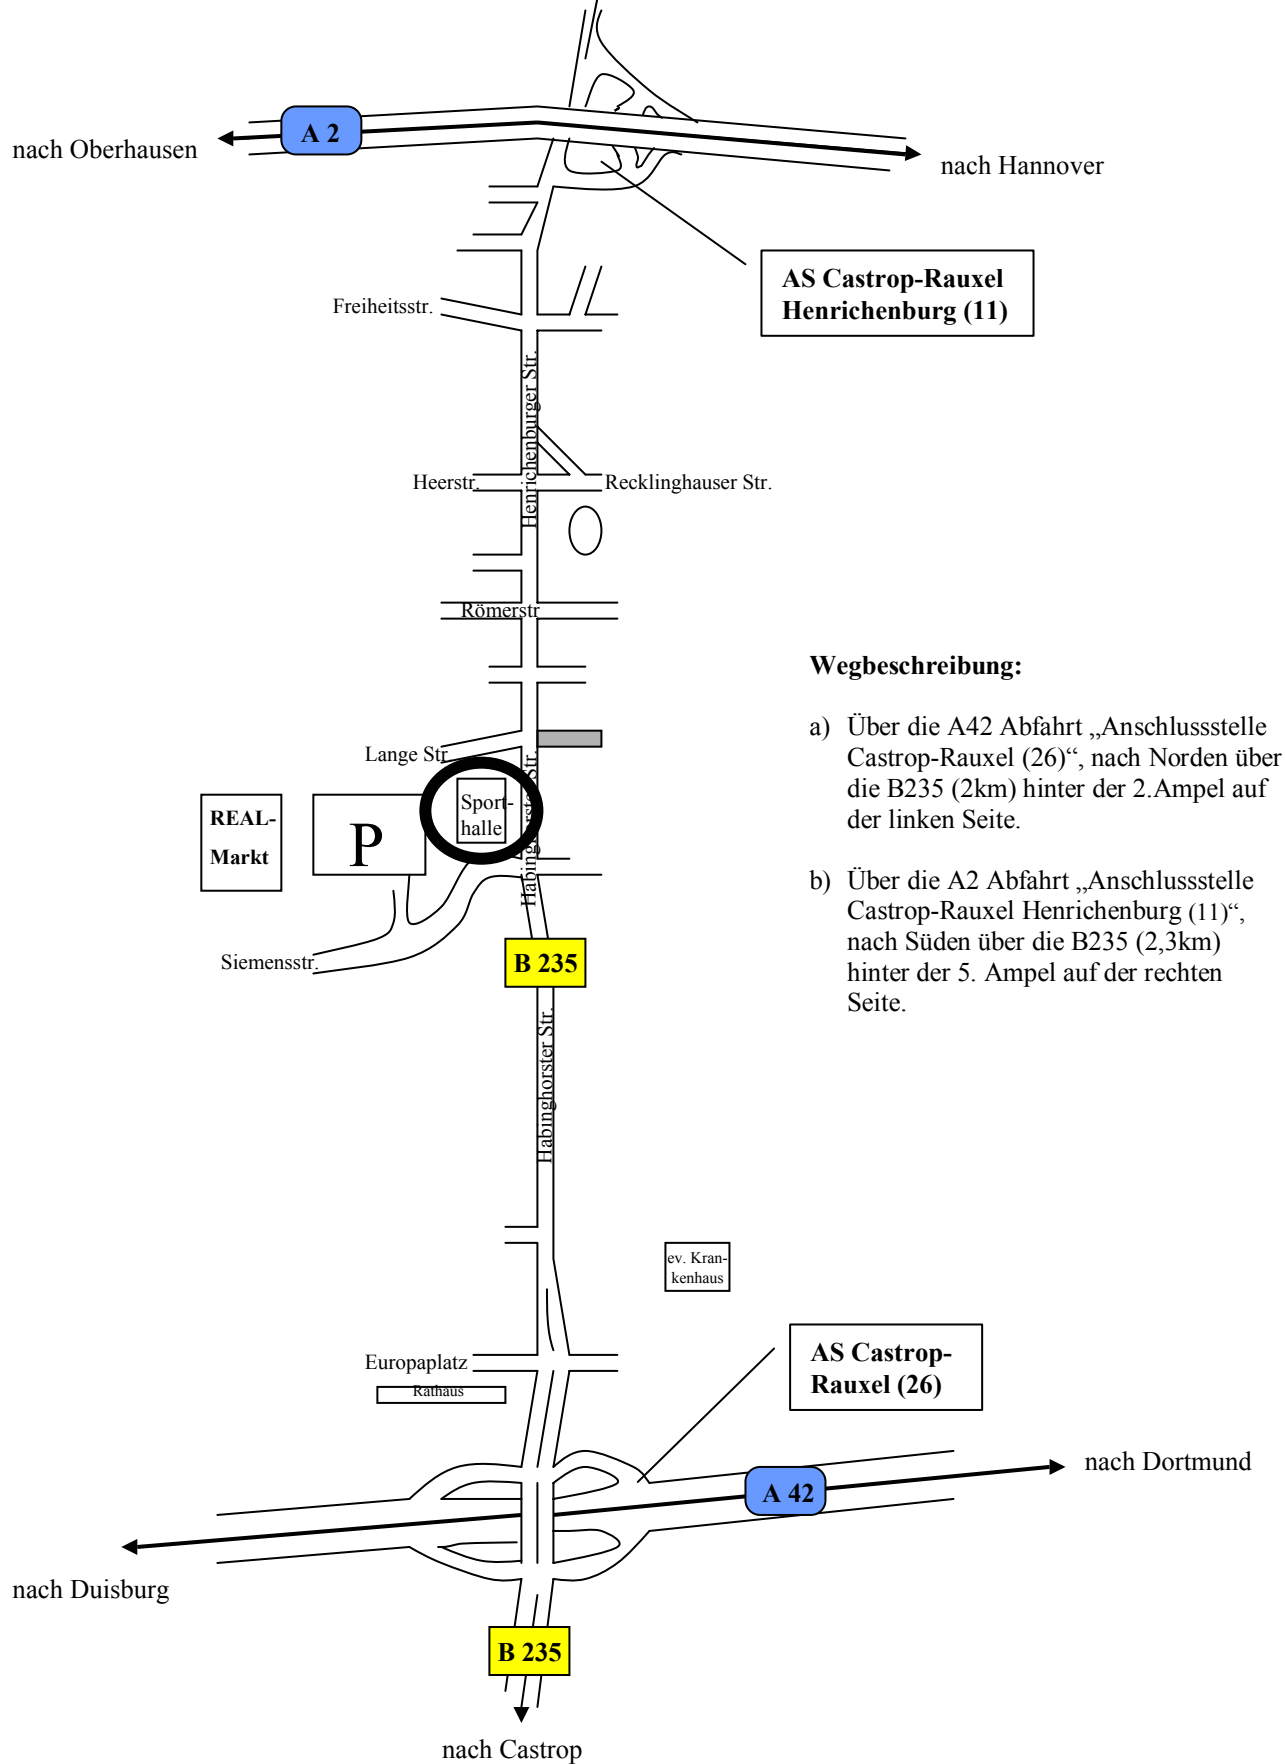 A 2
nach Oberhausen
nach Hannover
AS Castrop-Rauxel
Henrichenburg (11)
Freiheitsstr.
Henrichenburger Str.
Heerstr.
Recklinghauser Str.
Römerstr
Wegbeschreibung:
a) Über die A42 Abfahrt „Anschlussstelle
Castrop-Rauxel (26)“, nach Norden über
die B235 (2km) hinter der 2.Ampel auf
der linken Seite.
b) Über die A2 Abfahrt „Anschlussstelle
Castrop-Rauxel Henrichenburg (11)“,
nach Süden über die B235 (2,3km)
hinter der 5. Ampel auf der rechten
Seite.
Lange Str
Habinghorster Str.
Sport-
halle
REAL-
Markt
P
Siemensstr.
B 235
Habinghorster Str.
ev. Kran-
kenhaus
Europaplatz
Rathaus
AS Castrop-
Rauxel (26)
nach Dortmund
A 42
nach Duisburg
B 235
nach Castrop